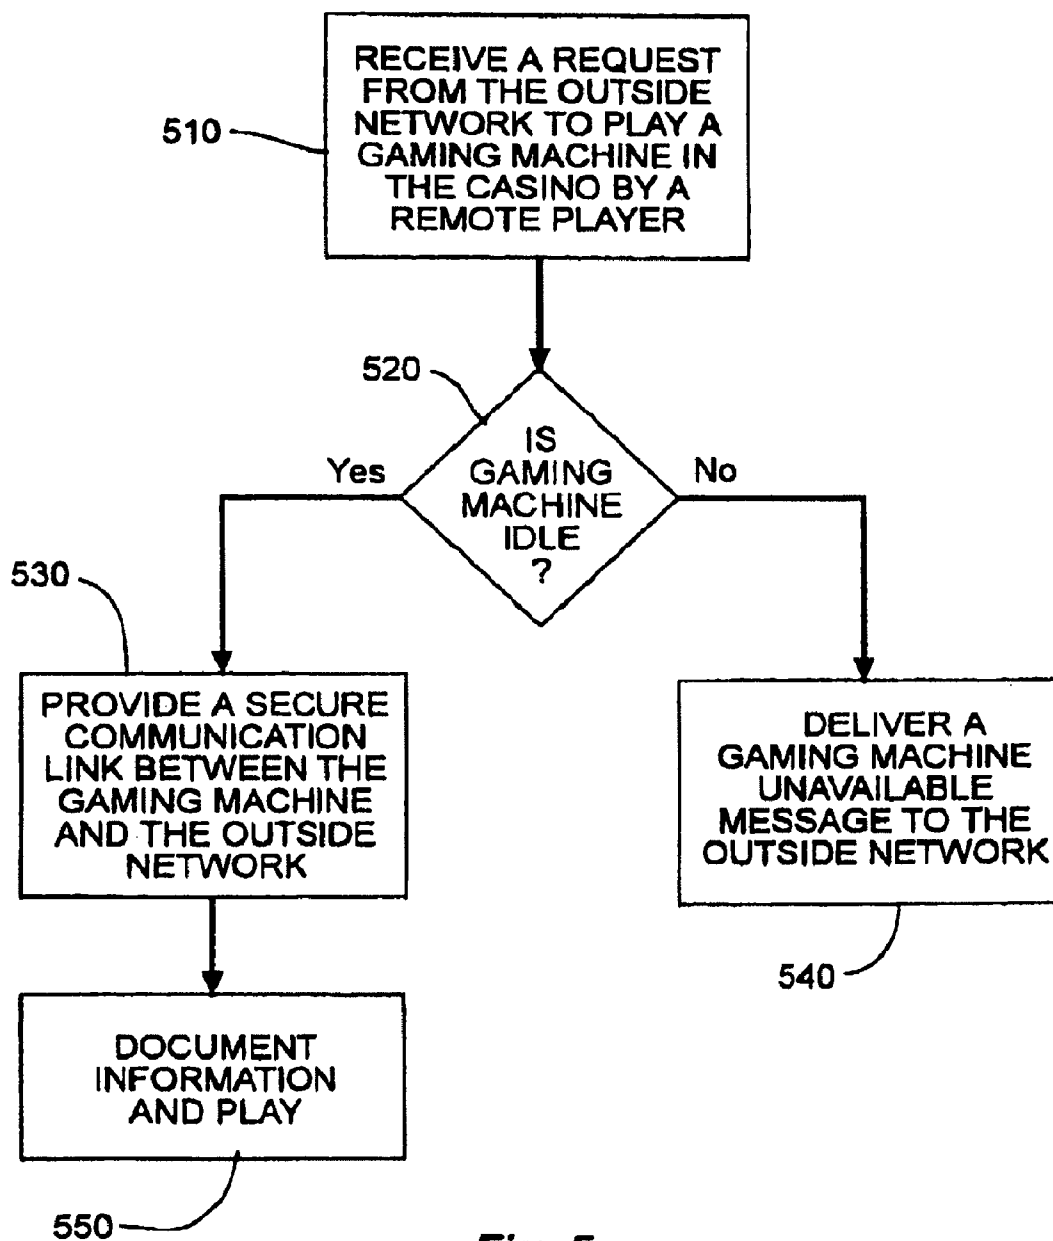 RECEIVE A REQUEST
FROM THE OUTSIDE
NETWORK TO PLAY A
GAMING MACHINE IN
THE CASINO BY A
REMOTE PLAYER
510
520
IS
GAMING
MACHINE
IDLE
?
Yes
No
530
PROVIDE A SECURE
COMMUNICATION
LINK BETWEEN THE
GAMING MACHINE
AND THE OUTSIDE
NETWORK
DELIVER A
GAMING MACHINE
UNAVAILABLE
MESSAGE TO THE
OUTSIDE NETWORK
540
DOCUMENT
INFORMATION
AND PLAY
550